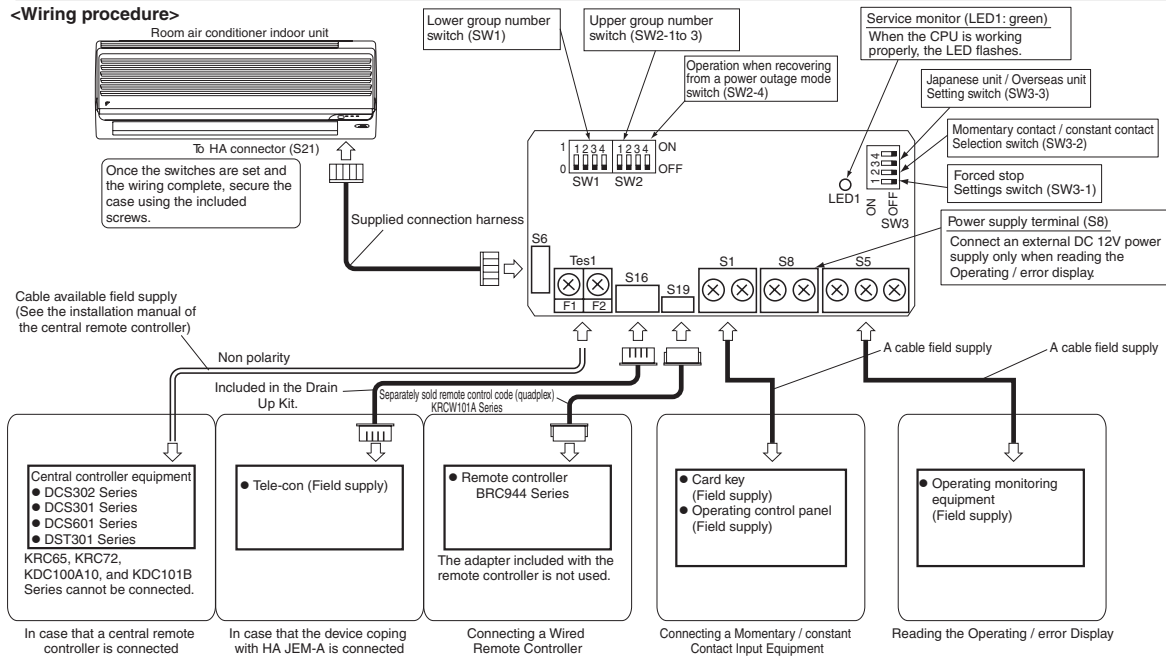 <Wiring procedure>
Room air conditioner indoor unit
To HA connector (S21)
Once the switches are set and
the wiring complete, secure the
case using the included
screws.
Supplied connection harness
Lower group number
switch (SW1)
Upper group number
switch (SW2-1to 3)
Operation when recovering
from a power outage mode
switch (SW2-4)
Service monitor (LED1: green)
When the CPU is working
properly, the LED flashes.
Japanese unit / Overseas unit
Setting switch (SW3-3)
Momentary contact / constant contact
Selection switch (SW3-2)
Forced stop
Settings switch (SW3-1)
Power supply terminal (S8)
Connect an external DC 12V power
supply only when reading the
Operating / error display.
1 1 2 3 4 1 2 3 4 ON
0 OFF
SW1 SW2
LED1
1 2 3 4
ON OFF
SW3
S6
Tes1
F1 F2
S16
S19
S1
S8
S5
Cable available field supply
(See the installation manual of
the central remote controller)
Non polarity
Included in the Drain
Up Kit.
Separately sold remote control code (quadplex)
KRCW101A Series
A cable field supply
A cable field supply
Central controller equipment
● DCS302 Series
● DCS301 Series
● DCS601 Series
● DST301 Series
KRC65, KRC72,
KDC100A10, and KDC101B
Series cannot be connected.
In case that a central remote
controller is connected
● Tele-con (Field supply)
In case that the device coping
with HA JEM-A is connected
● Remote controller
BRC944 Series
The adapter included with the
remote controller is not used.
Connecting a Wired
Remote Controller
● Card key
(Field supply)
● Operating control panel
(Field supply)
Connecting a Momentary / constant
Contact Input Equipment
● Operating monitoring
equipment
(Field supply)
Reading the Operating / error Display